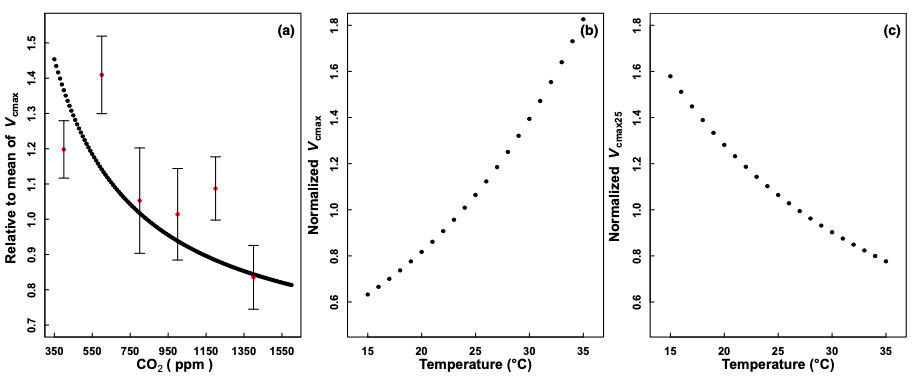 (a)
Relative to mean of Vcmax
1.5
1.4
1.3
1.2
1.1
1.0
0.9
0.8
0.7
350 550 750 950 1150 1350 1550
CO2 ( ppm )
(b)
Normalized Vcmax
1.8
1.6
1.4
1.2
1.0
0.8
0.6
15 20 25 30 35
Temperature (°C)
(c)
Normalized Vcmax25
1.8
1.6
1.4
1.2
1.0
0.8
0.6
15 20 25 30 35
Temperature (°C)